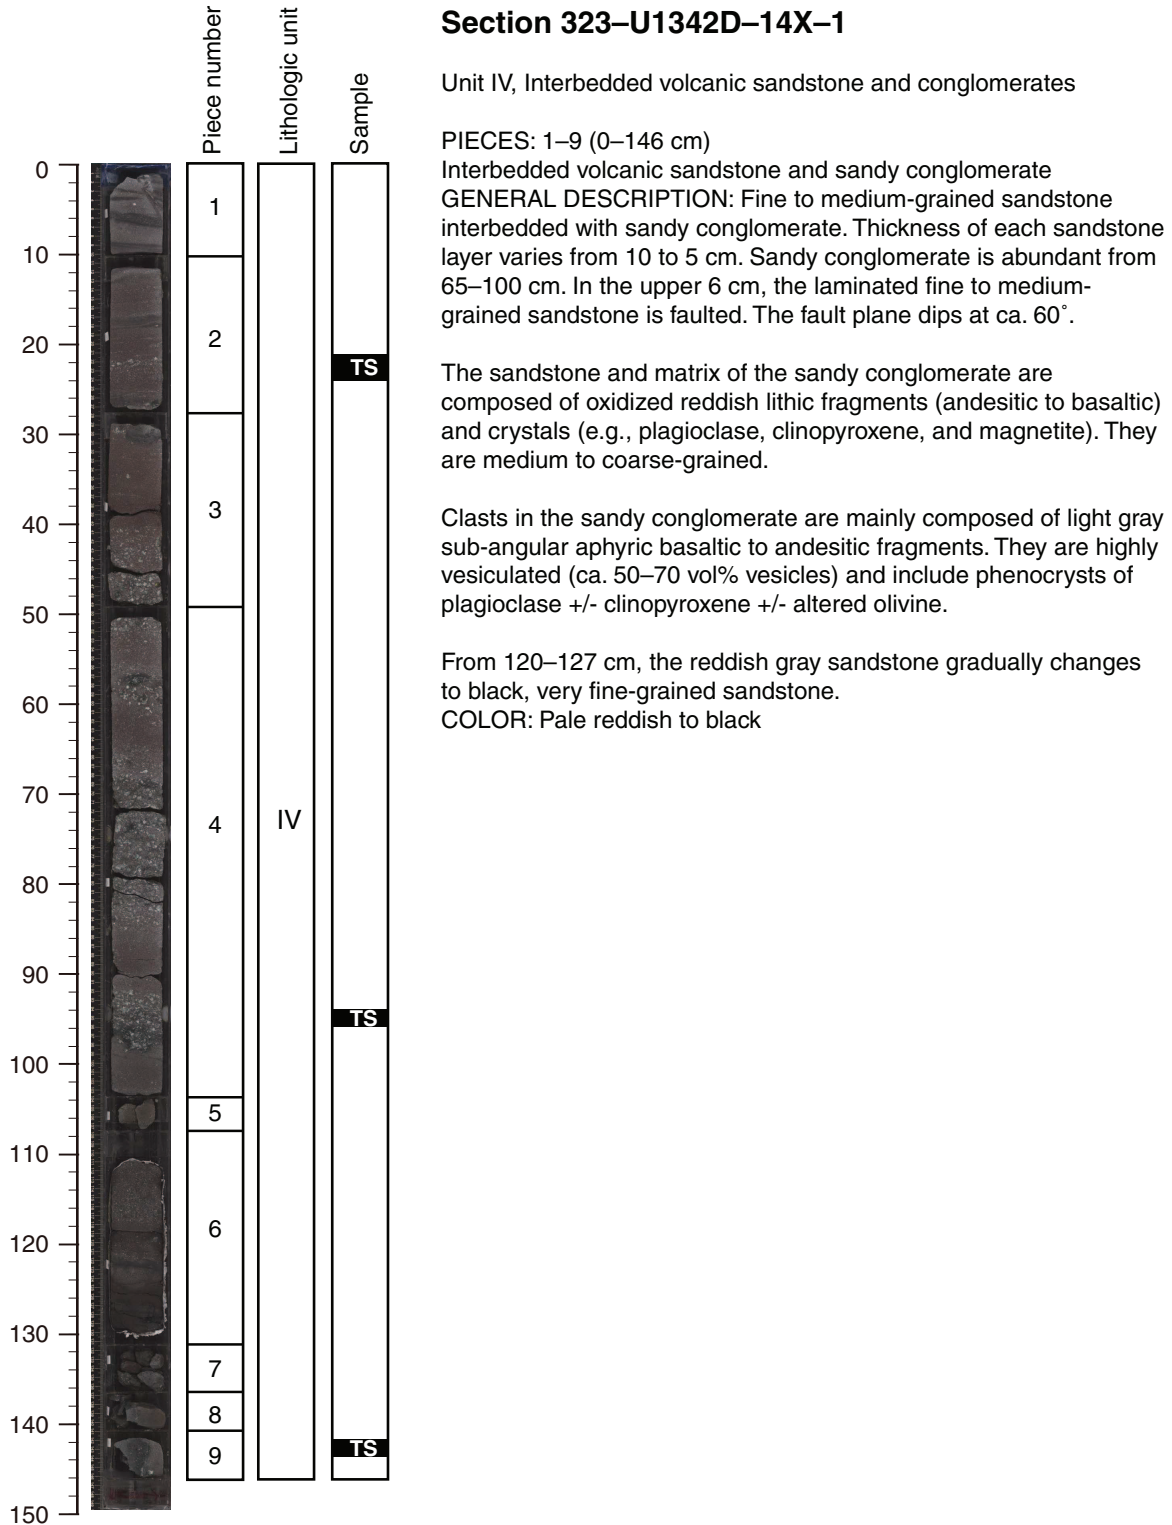 Section 323–U1342D–14X–1
Unit IV, Interbedded volcanic sandstone and conglomerates
PIECES: 1–9 (0–146 cm)
Interbedded volcanic sandstone and sandy conglomerate
GENERAL DESCRIPTION: Fine to medium-grained sandstone
interbedded with sandy conglomerate. Thickness of each sandstone
layer varies from 10 to 5 cm. Sandy conglomerate is abundant from
65–100 cm. In the upper 6 cm, the laminated fine to medium-
grained sandstone is faulted. The fault plane dips at ca. 60˚.
The sandstone and matrix of the sandy conglomerate are
composed of oxidized reddish lithic fragments (andesitic to basaltic)
and crystals (e.g., plagioclase, clinopyroxene, and magnetite). They
are medium to coarse-grained.
Clasts in the sandy conglomerate are mainly composed of light gray
sub-angular aphyric basaltic to andesitic fragments. They are highly
vesiculated (ca. 50–70 vol% vesicles) and include phenocrysts of
plagioclase +/- clinopyroxene +/- altered olivine.
From 120–127 cm, the reddish gray sandstone gradually changes
to black, very fine-grained sandstone.
COLOR: Pale reddish to black
Piece number
Lithologic unit
Sample
0
10
20
30
40
50
60
70
80
90
100
110
120
130
140
150
1
2
3
4
5
6
7
8
9
IV
TS
TS
TS